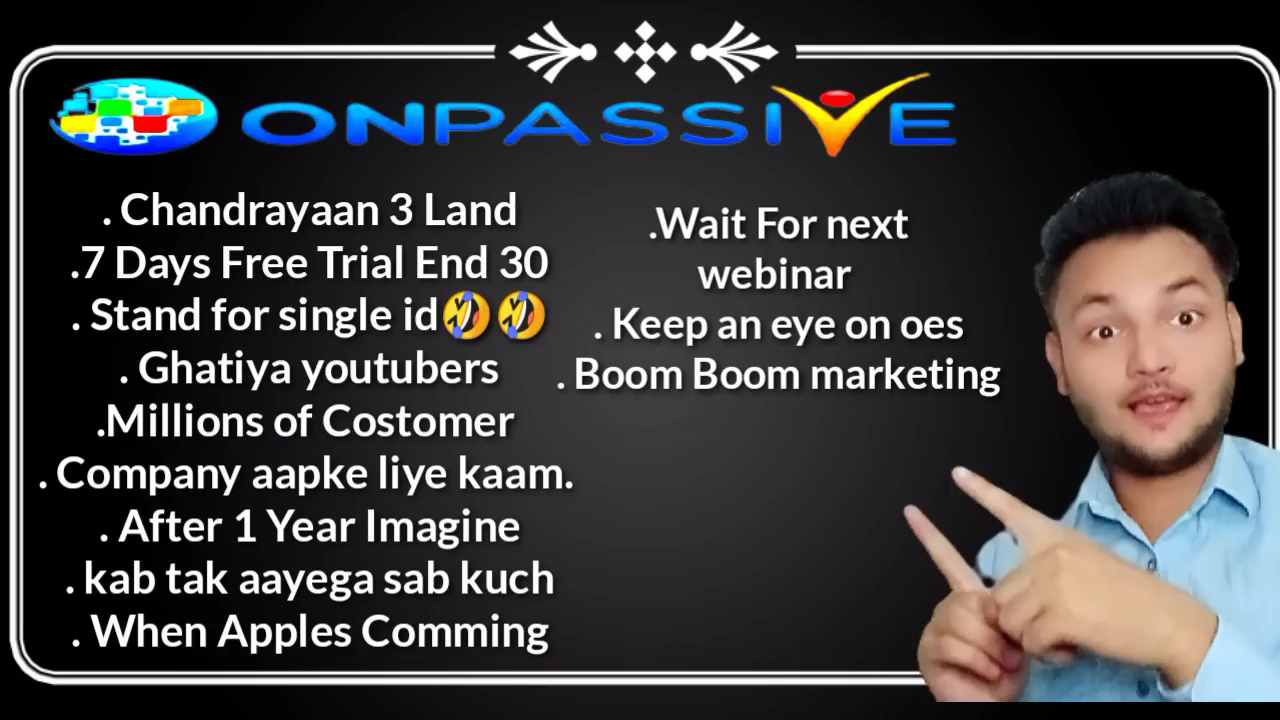 ONPASSIVE
. Chandrayaan 3 Land
.7 Days Free Trial End 30
. Stand for single id🤣🤣
. Ghatiya youtubers
.Millions of Costomer
. Company aapke liye kaam.
. After 1 Year Imagine
. kab tak aayega sab kuch
. When Apples Comming
.Wait For next
webinar
. Keep an eye on oes
. Boom Boom marketing